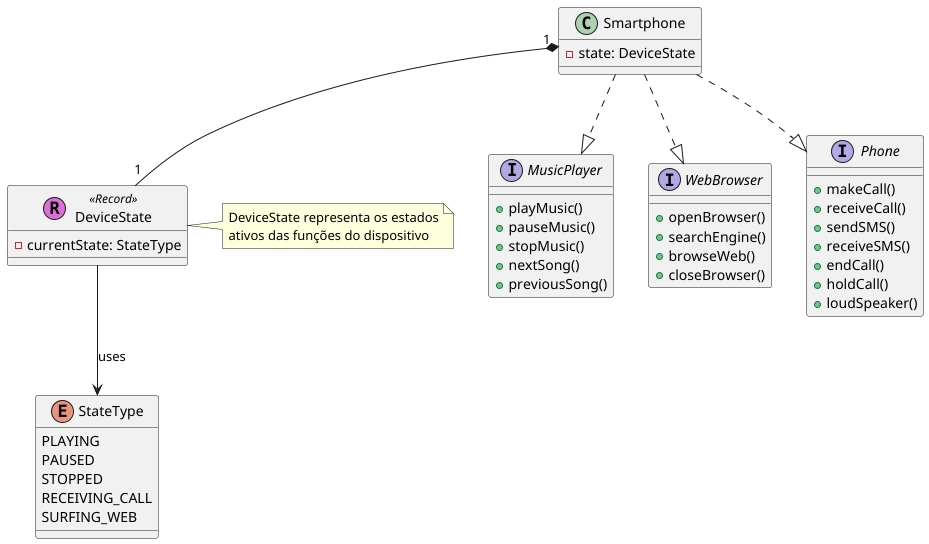 C Smartphone
state: DeviceState
1
1
R «Record»
DeviceState
currentState: StateType
DeviceState representa os estados
ativos das funções do dispositivo
I MusicPlayer
playMusic()
pauseMusic()
stopMusic()
nextSong()
previousSong()
I WebBrowser
openBrowser()
searchEngine()
browseWeb()
closeBrowser()
I Phone
makeCall()
receiveCall()
sendSMS()
receiveSMS()
endCall()
holdCall()
loudSpeaker()
uses
E StateType
PLAYING
PAUSED
STOPPED
RECEIVING_CALL
SURFING_WEB